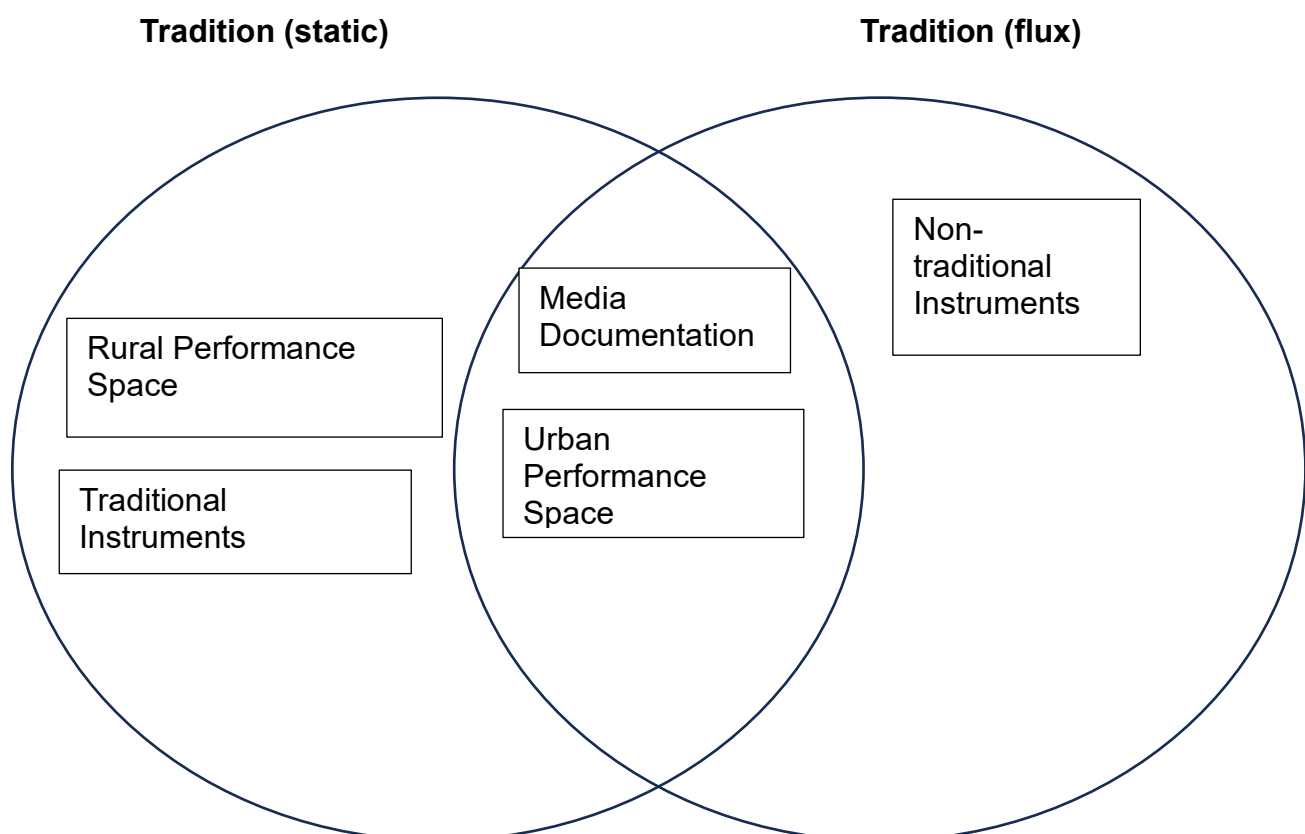 Tradition (static)
Tradition (flux)
Rural Performance
Space
Traditional
Instruments
Media
Documentation
Urban
Performance
Space
Non-
traditional
Instruments